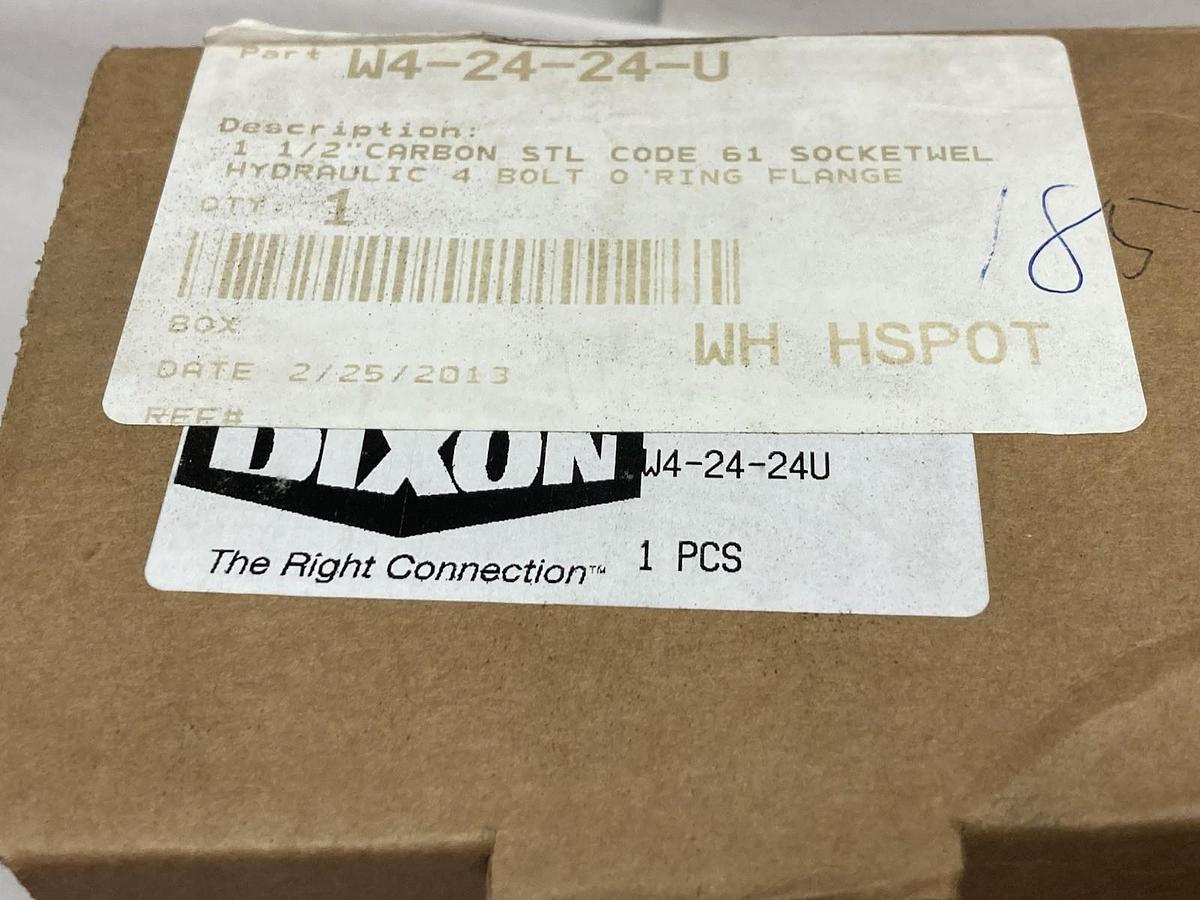 Part W4-24-24-U
Description:
1 1/2"CARBON STL CODE 61 SOCKETWEL
HYDRAULIC 4 BOLT O'RING FLANGE
QTY 1
185
BOX
WH HSPOT
DATE 2/25/2013
REF#
DIXON
W4-24-24U
The Right Connection™
1 PCS